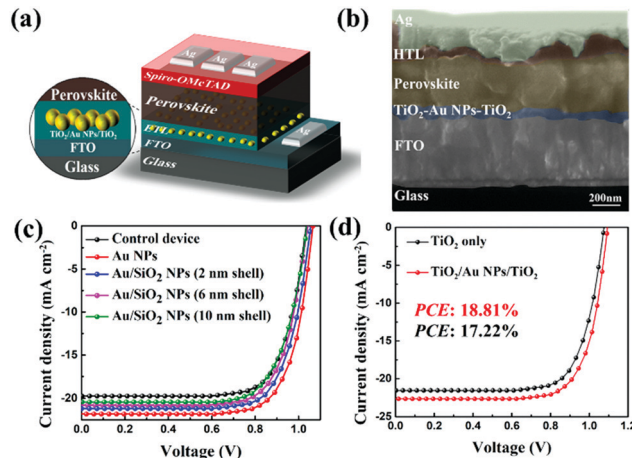 (a)
Ag
Spiro-OMeTAD
Perovskite
ETL
FTO
Glass
Ag
Perovskite
TiO2/Au NPs/TiO2
FTO
Glass
(b)
Ag
HTL
Perovskite
TiO2-Au NPs-TiO2
FTO
Glass
200nm
(c)
Control device
Au NPs
Au/SiO2 NPs (2 nm shell)
Au/SiO2 NPs (6 nm shell)
Au/SiO2 NPs (10 nm shell)
Current density (mA cm-2)
0
-5
-10
-15
-20
0.0 0.2 0.4 0.6 0.8 1.0
Voltage (V)
(d)
TiO2 only
TiO2/Au NPs/TiO2
PCE: 18.81%
PCE: 17.22%
Current density (mA cm-2)
0
-5
-10
-15
-20
-25
0.0 0.2 0.4 0.6 0.8 1.0 1.2
Voltage (V)